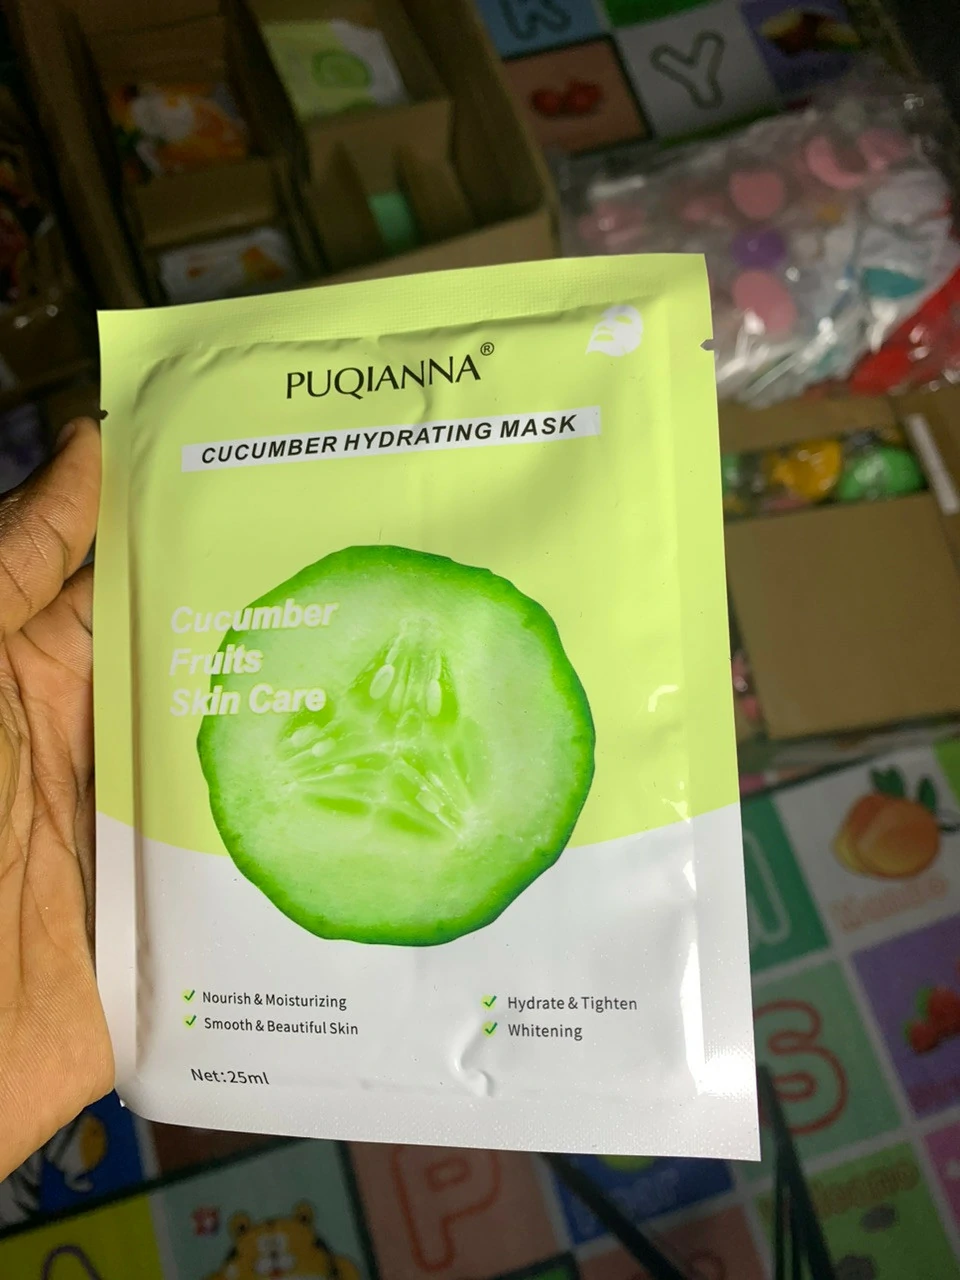 K
Y
PUQIANNA®
CUCUMBER HYDRATING MASK
Cucumber
Fruits
Skin Care
✓ Nourish & Moisturizing
✓ Smooth & Beautiful Skin
✓ Hydrate & Tighten
✓ Whitening
Net:25ml
S
P